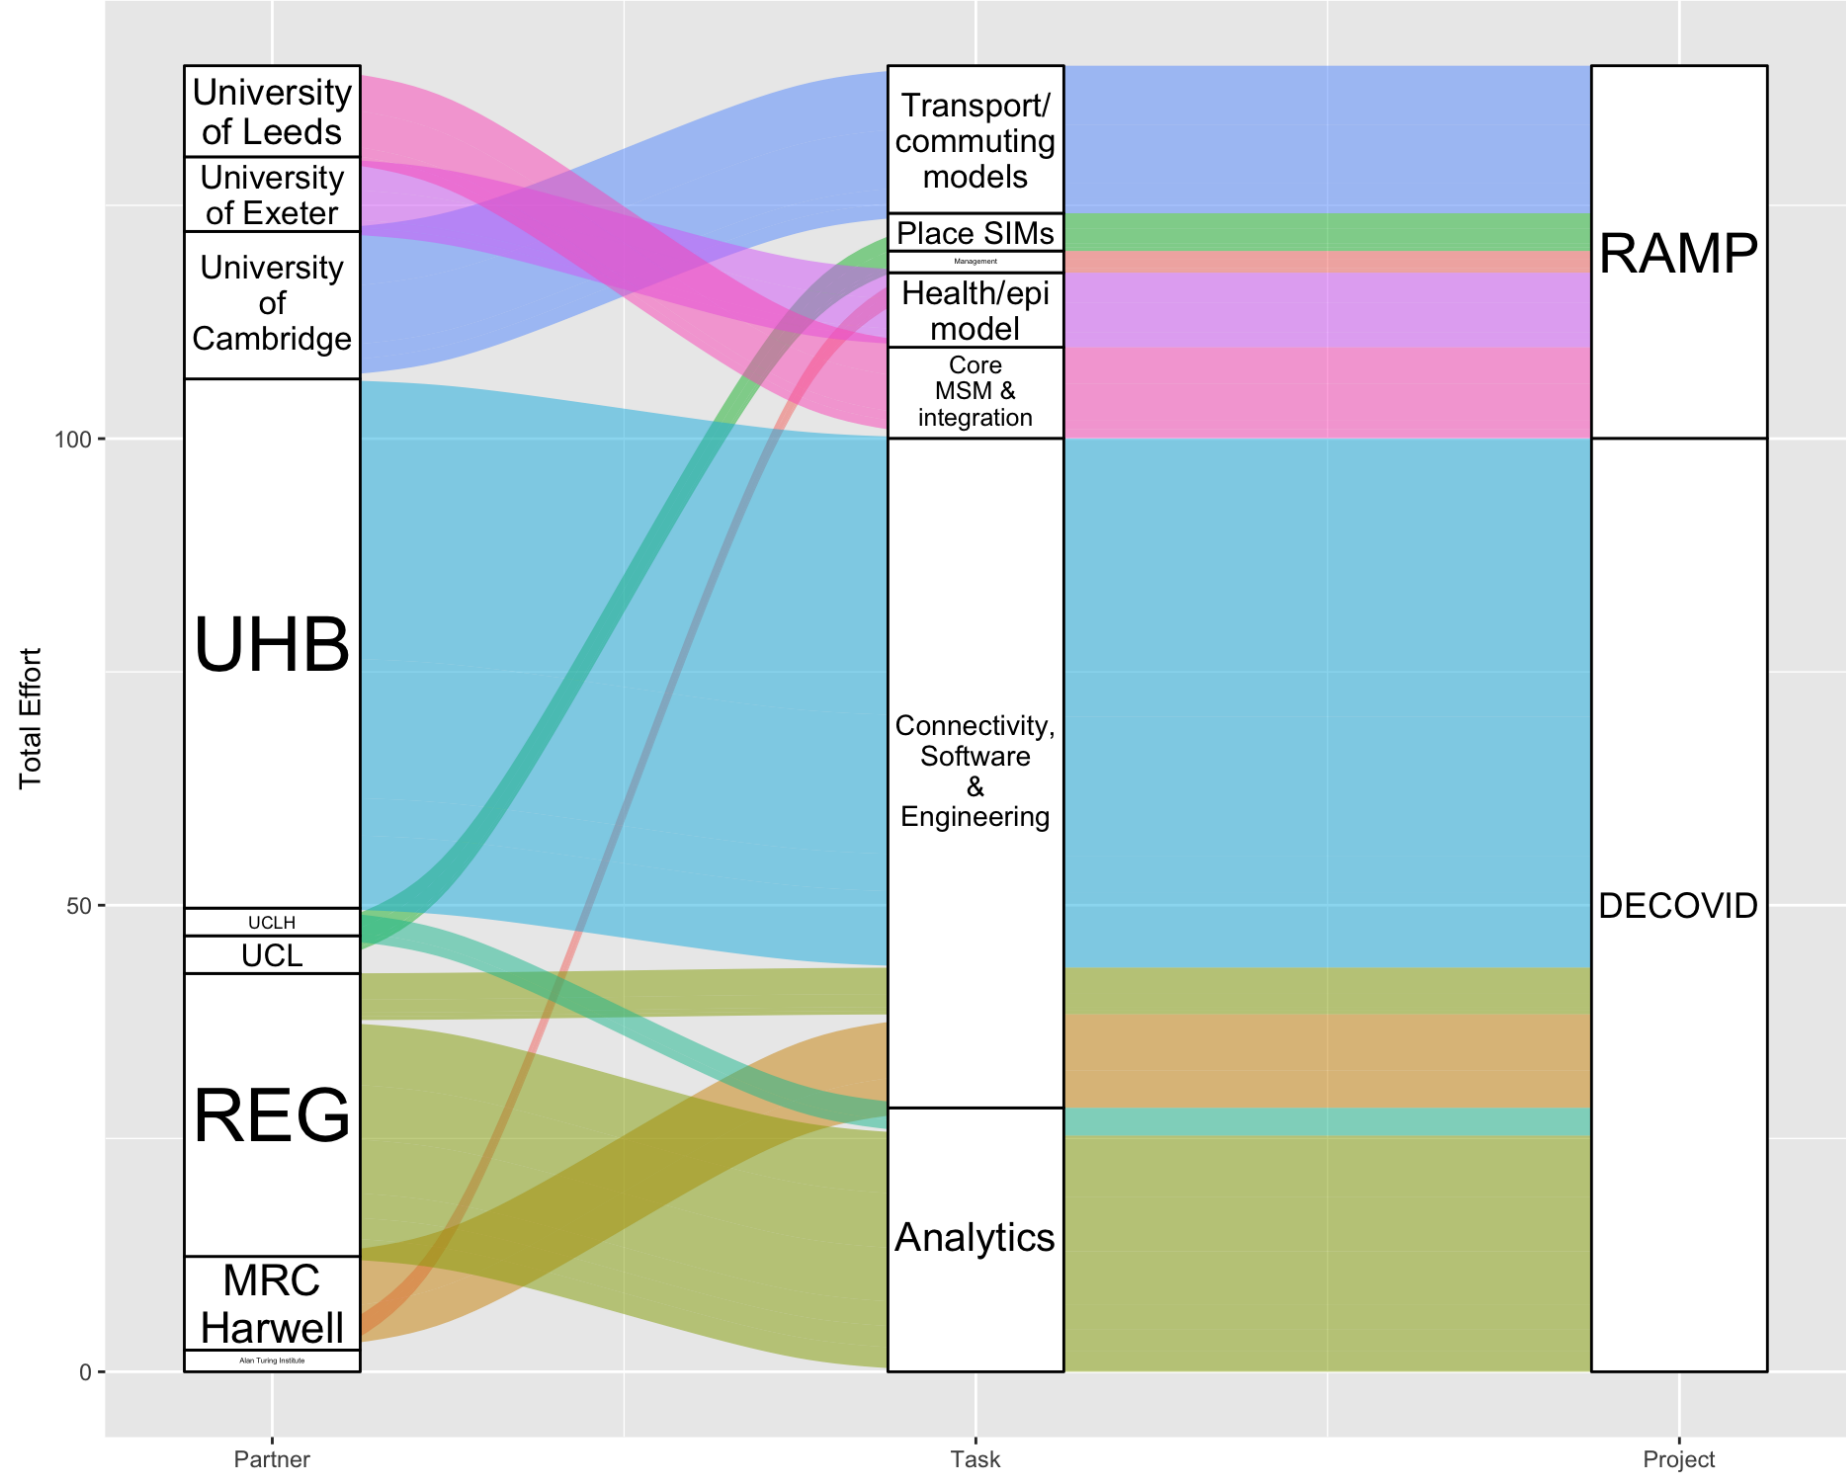 University
of Leeds
University
of Exeter
University
of
Cambridge
UHB
UCLH
UCL
REG
MRC
Harwell
Alan Turing Institute
Transport/
commuting
models
Place SIMs
Management
Health/epi
model
Core
MSM &
integration
Connectivity,
Software
&
Engineering
Analytics
RAMP
DECOVID
Total Effort
100
50
0
Partner
Task
Project